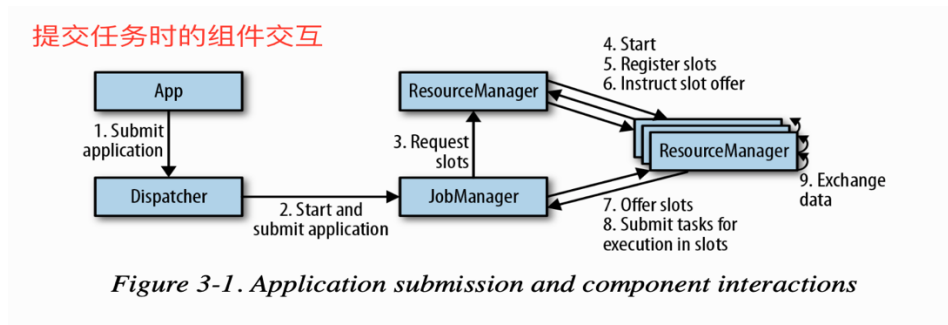 提交任务时的组件交互
App
1. Submit
application
Dispatcher
2. Start and
submit application
ResourceManager
3. Request
slots
JobManager
4. Start
5. Register slots
6. Instruct slot offer
ResourceManager
7. Offer slots
8. Submit tasks for
execution in slots
9. Exchange
data
Figure 3-1. Application submission and component interactions